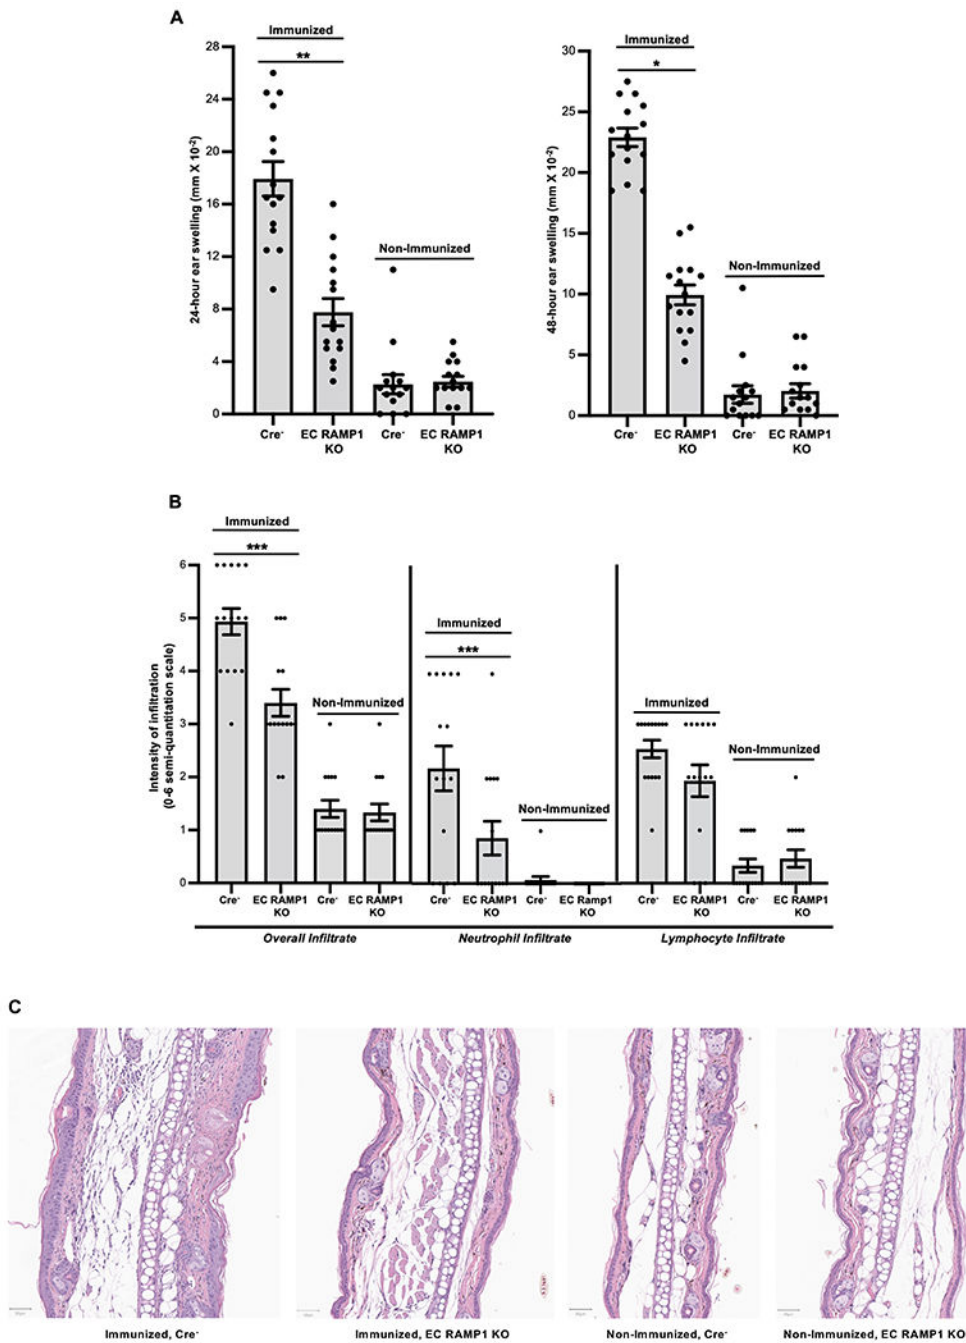 A
Immunized
**
28
24
20
16
12
8
4
0
24-hour ear swelling (mm X 10⁻²)
Non-Immunized
Cre⁻
EC RAMP1
KO
Cre⁻
EC RAMP1
KO
Immunized
*
30
25
20
15
10
5
0
48-hour ear swelling (mm X 10⁻²)
Non-Immunized
Cre⁻
EC RAMP1
KO
Cre⁻
EC RAMP1
KO
B
Immunized
***
6
5
4
3
2
1
0
Intensity of infiltration
(0-6 semi-quantitation scale)
Non-Immunized
Immunized
***
Non-Immunized
Immunized
Non-Immunized
Cre⁻
EC RAMP1
KO
Cre⁻
EC RAMP1
KO
Cre⁻
EC RAMP1
KO
Cre⁻
EC Ramp1
KO
Cre⁻
EC RAMP1
KO
Cre⁻
EC RAMP1
KO
Overall Infiltrate
Neutrophil Infiltrate
Lymphocyte Infiltrate
C
Immunized, Cre⁻
Immunized, EC RAMP1 KO
Non-Immunized, Cre⁻
Non-Immunized, EC RAMP1 KO